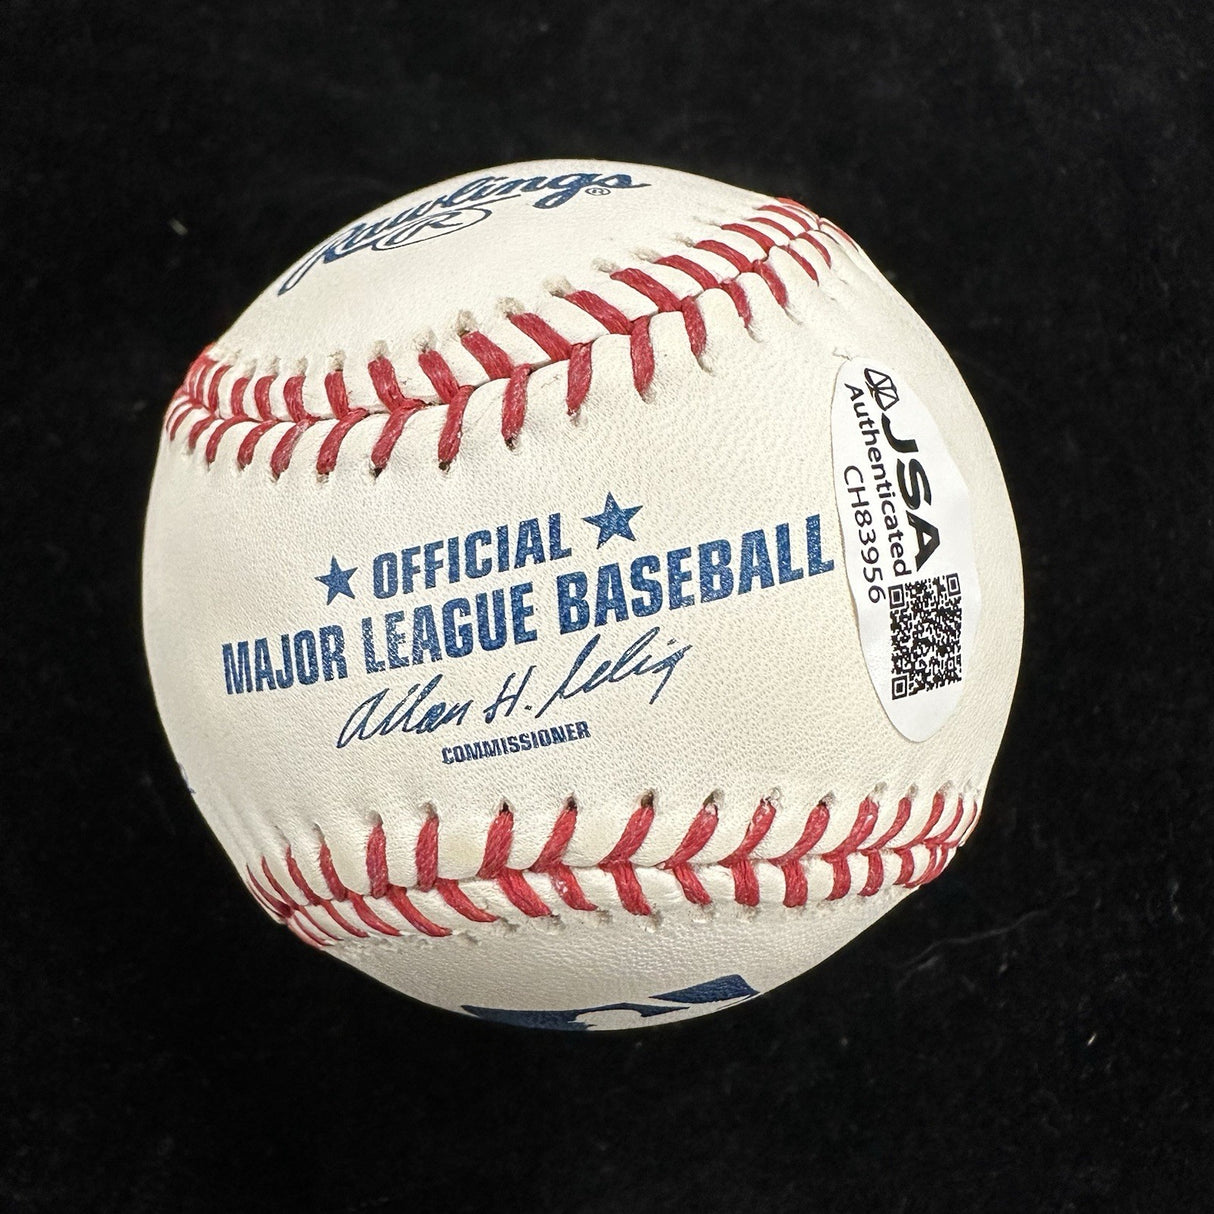 Rawlings®
R
OFFICIAL
MAJOR LEAGUE BASEBALL
Allan H. Selig
COMMISSIONER
JSA
Authenticated
CH83956